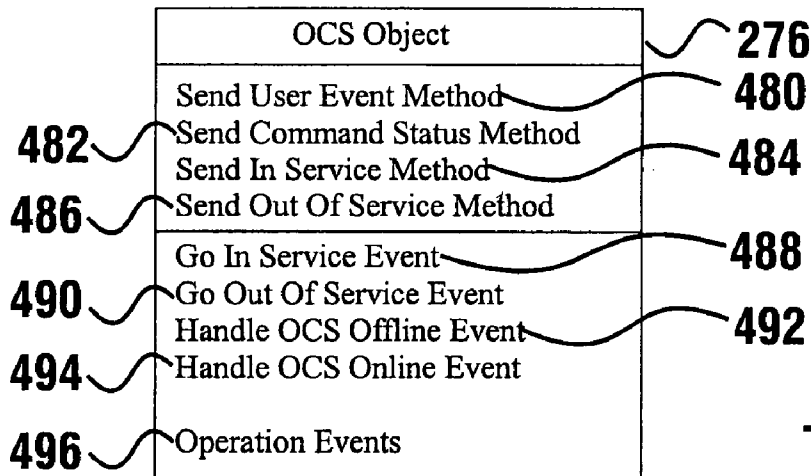 OCS Object 276
Send User Event Method 480
482 Send Command Status Method
Send In Service Method 484
486 Send Out Of Service Method
Go In Service Event 488
490 Go Out Of Service Event
Handle OCS Offline Event 492
494 Handle OCS Online Event
496 Operation Events